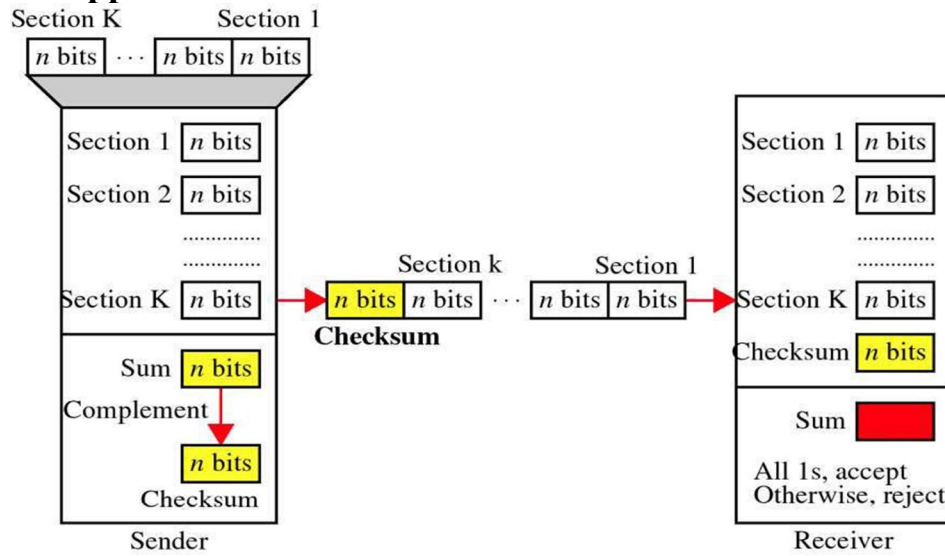 Section K Section 1
n bits ... n bits n bits
Section 1 n bits
Section 2 n bits
Section K n bits
Sum n bits
Complement
n bits
Checksum
Sender
Section k Section 1
n bits n bits ... n bits n bits
Checksum
Section 1 n bits
Section 2 n bits
Section K n bits
Checksum n bits
Sum
All 1s, accept
Otherwise, reject
Receiver